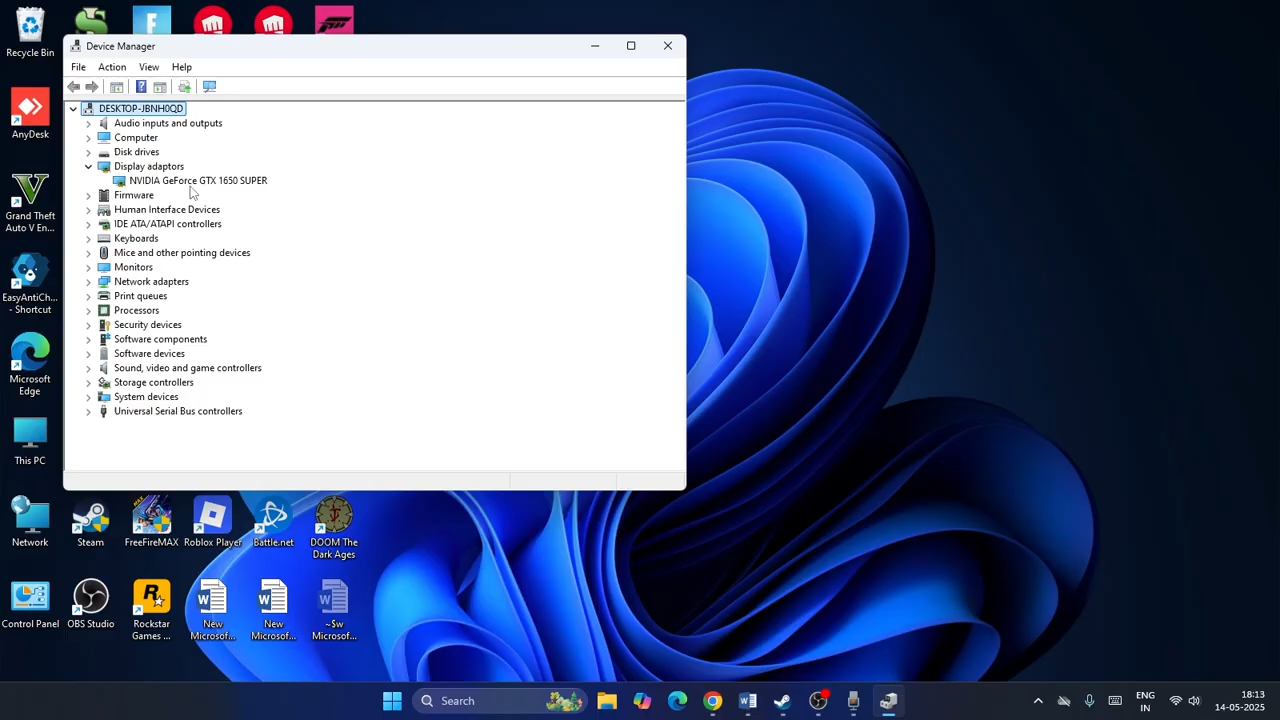 Recycle Bin
Device Manager
File Action View Help
DESKTOP-JBNH0QD
Audio inputs and outputs
Computer
Disk drives
Display adaptors
NVIDIA GeForce GTX 1650 SUPER
Firmware
Human Interface Devices
IDE ATA/ATAPI controllers
Keyboards
Mice and other pointing devices
Monitors
Network adapters
Print queues
Processors
Security devices
Software components
Software devices
Sound, video and game controllers
Storage controllers
System devices
Universal Serial Bus controllers
AnyDesk
Grand Theft
Auto V En...
EasyAntiCh...
- Shortcut
Microsoft
Edge
This PC
Network
Steam
FreeFireMAX
Roblox Player
Battle.net
DOOM The
Dark Ages
Control Panel
OBS Studio
Rockstar
Games ...
New
Microsof...
New
Microsof...
~$w
Microsof...
Search
ENG
IN
18:13
14-05-2025